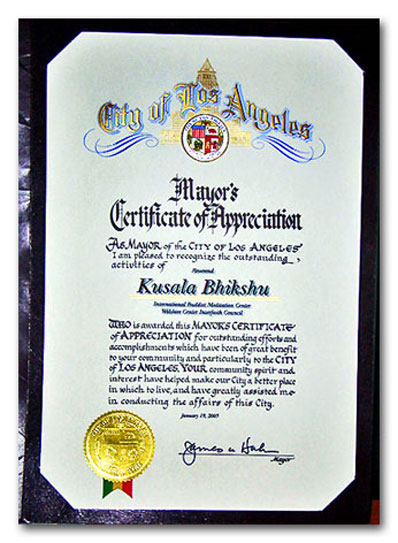 City of Los Angeles
Mayor's
Certificate of Appreciation
As MAYOR of the CITY OF LOS ANGELES
I am pleased to recognize the outstanding
activities of
Reverend
Kusala Bhikshu
International Buddhist Meditation Center
Wilshire Center Interfaith Council
WHO is awarded this MAYOR'S CERTIFICATE
of APPRECIATION for outstanding efforts and
accomplishments which have been of great benefit
to your community and particularly to the CITY
of LOS ANGELES. YOUR community spirit and
interest have helped make our City a better place
in which to live, and have greatly assisted me
in conducting the affairs of this City.
January 19, 2005
James K. Hahn
Mayor